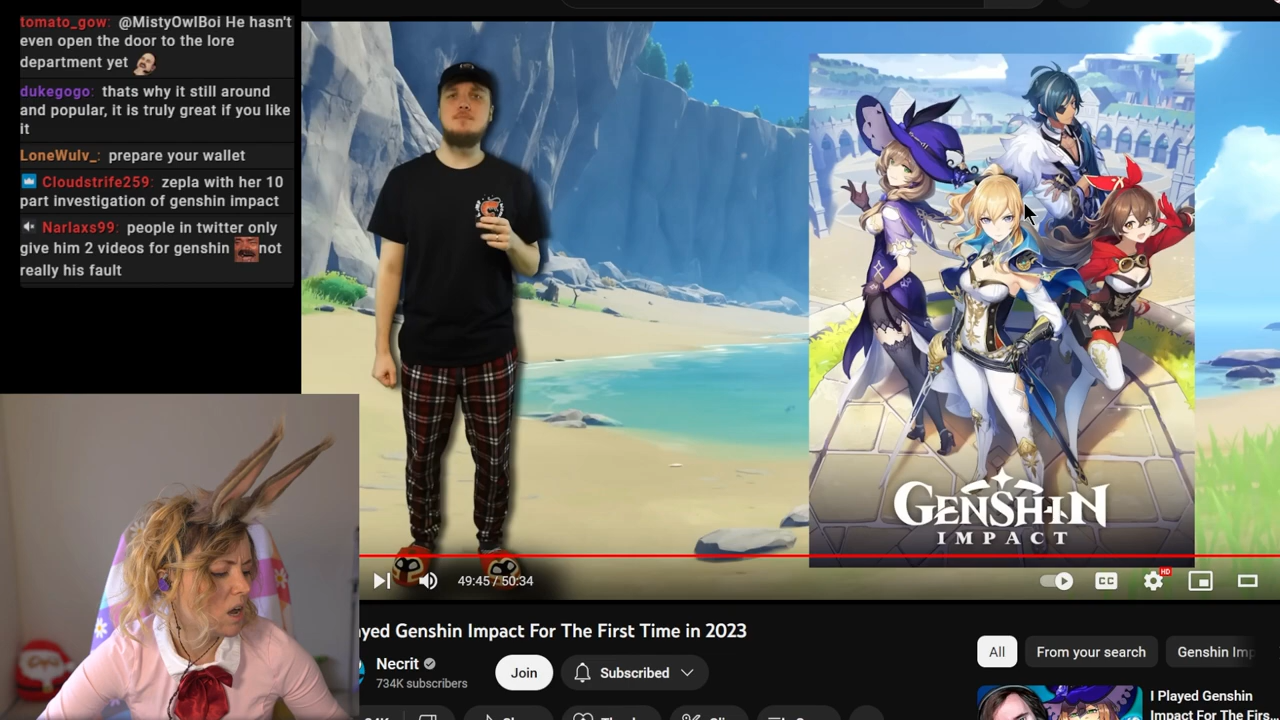 tomato_gow: @MistyOwlBoi He hasn't
even open the door to the lore
department yet
dukegogo: thats why it still around
and popular, it is truly great if you like
it
LoneWulv_: prepare your wallet
Cloudstrife259: zepla with her 10
part investigation of genshin impact
Narlaxs99: people in twitter only
give him 2 videos for genshin not
really his fault
GENSHIN
IMPACT
49:45 / 50:34
CC
HD
ayed Genshin Impact For The First Time in 2023
Necrit
734K subscribers
Join
Subscribed
All
From your search
Genshin Imp
I Played Genshin
Impact For The Fire